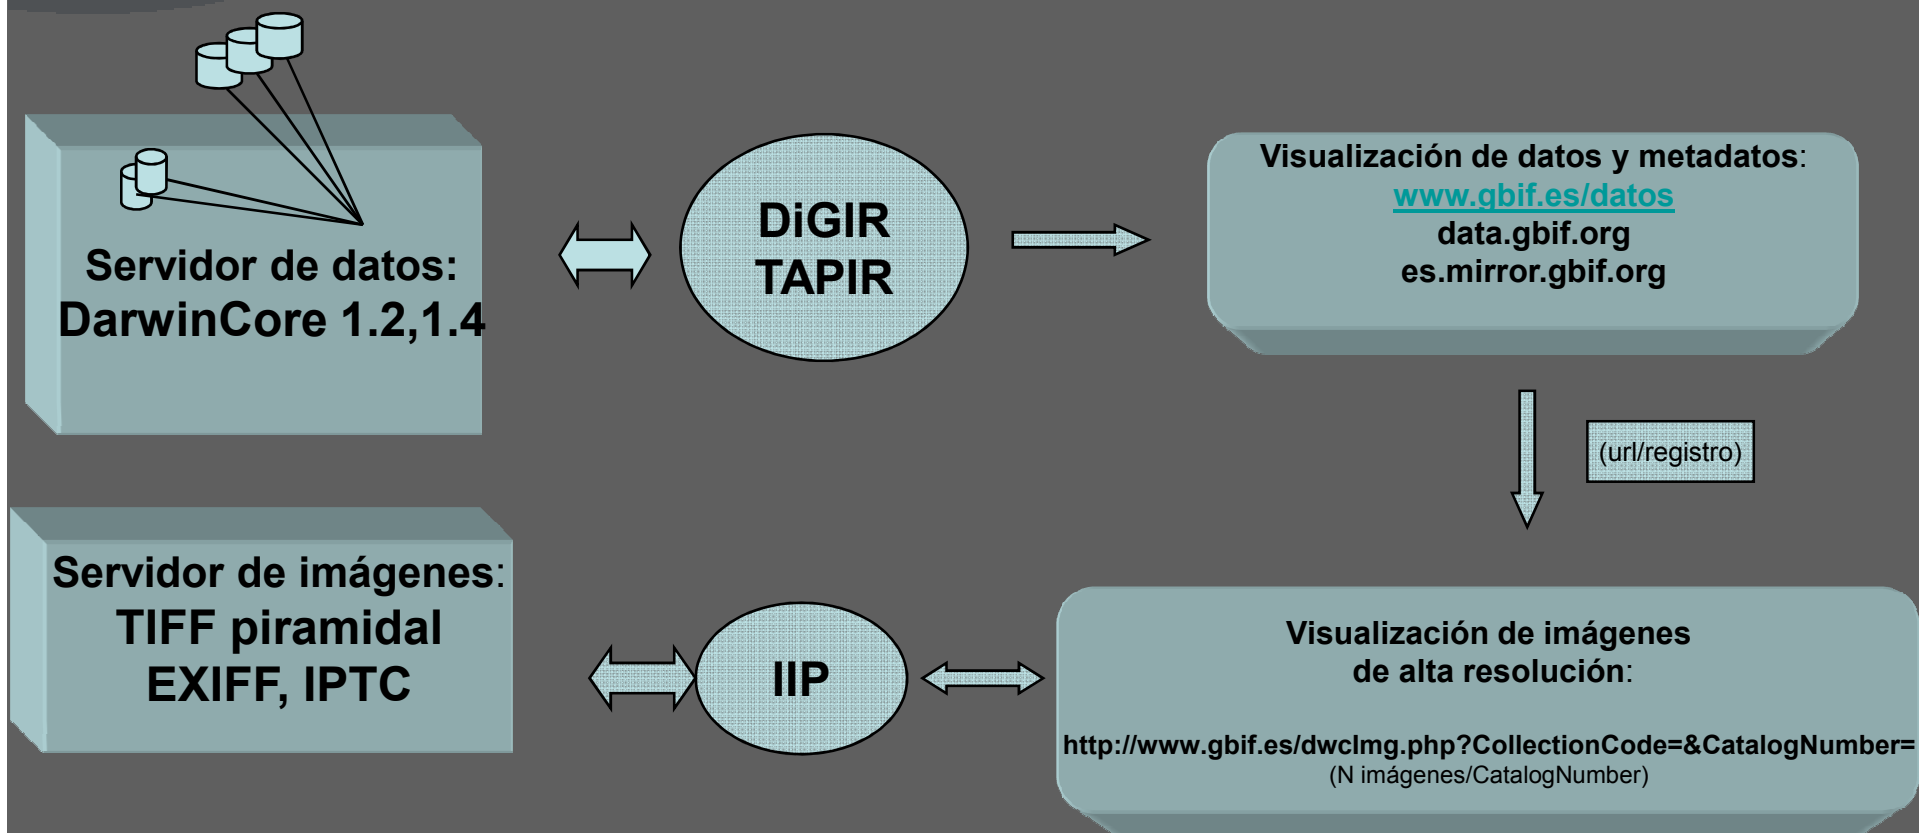 Servidor de datos:
DarwinCore 1.2,1.4
DiGIR
TAPIR
Visualización de datos y metadatos:
www.gbif.es/datos
data.gbif.org
es.mirror.gbif.org
(url/registro)
Servidor de imágenes:
TIFF piramidal
EXIFF, IPTC
IIP
Visualización de imágenes
de alta resolución:
http://www.gbif.es/dwcImg.php?CollectionCode=&CatalogNumber=
(N imágenes/CatalogNumber)